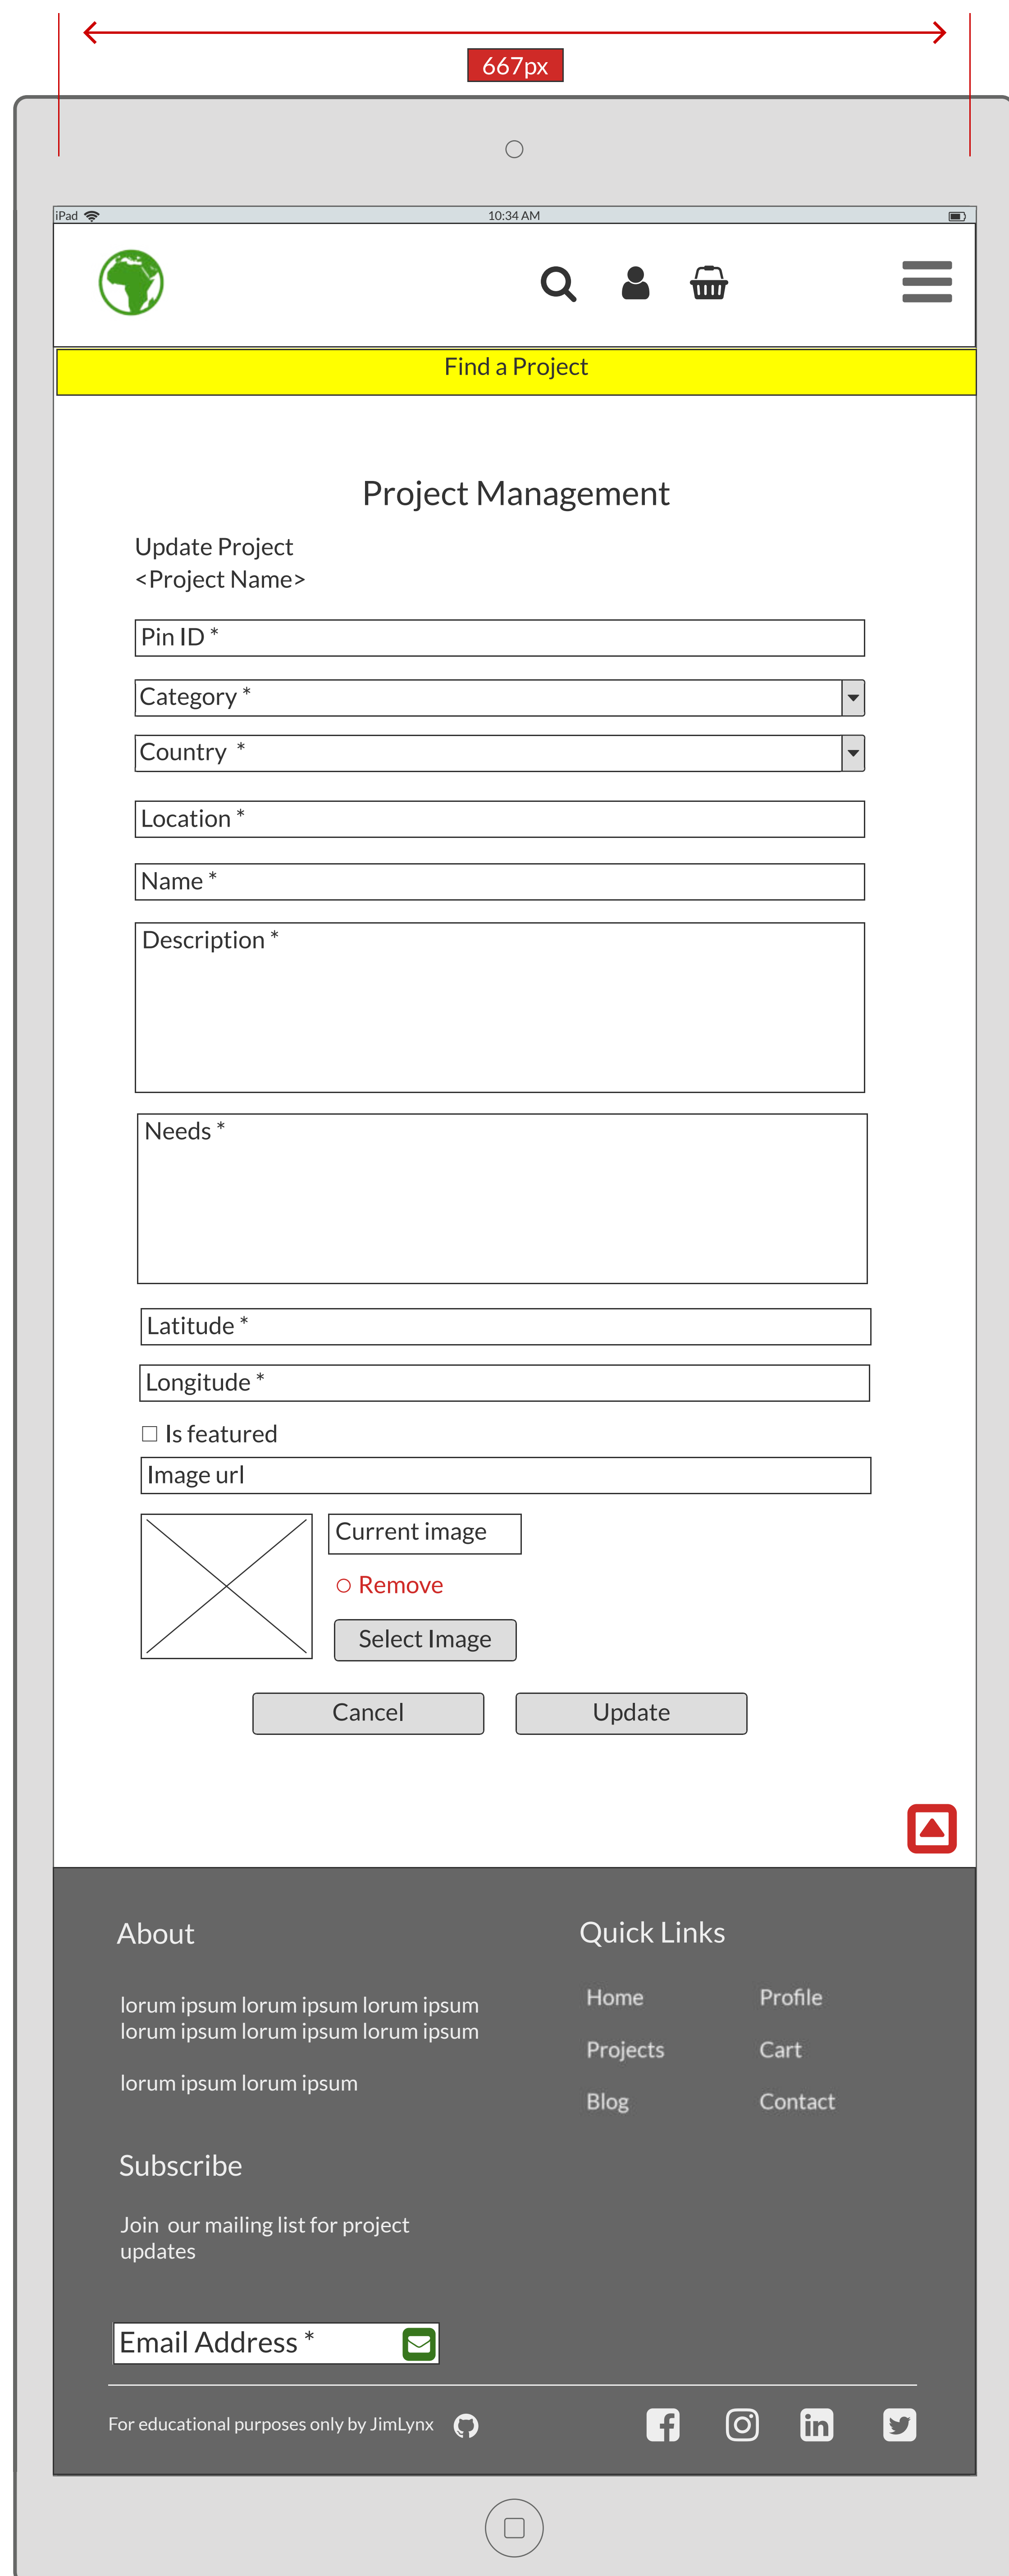 667px
iPad
10:34 AM
Find a Project
Project Management
Update Project
<Project Name>
Pin ID *
Category *
Country  *
Location *
Name *
Description *
Needs *
Latitude *
Longitude *
Is featured
Image url
Current image
Remove
Select Image
Cancel
Update
About
lorum ipsum lorum ipsum lorum ipsum
lorum ipsum lorum ipsum lorum ipsum
lorum ipsum lorum ipsum
Quick Links
Home
Profile
Projects
Cart
Blog
Contact
Subscribe
Join  our mailing list for project
updates
Email Address *
For educational purposes only by JimLynx